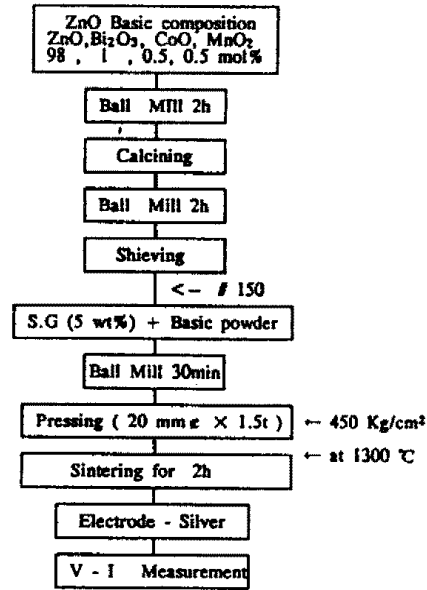 ZnO Basic composition
ZnO,Bi₂O₃, CoO, MnO₂
98 , 1 , 0.5, 0.5 mol%
Ball Mill 2h
Calcining
Ball Mill 2h
Shieving
<- # 150
S.G (5 wt%) + Basic powder
Ball Mill 30min
Pressing ( 20 mm ø × 1.5t ) ← 450 Kg/cm²
← at 1300 ℃
Sintering for 2h
Electrode - Silver
V - I Measurement